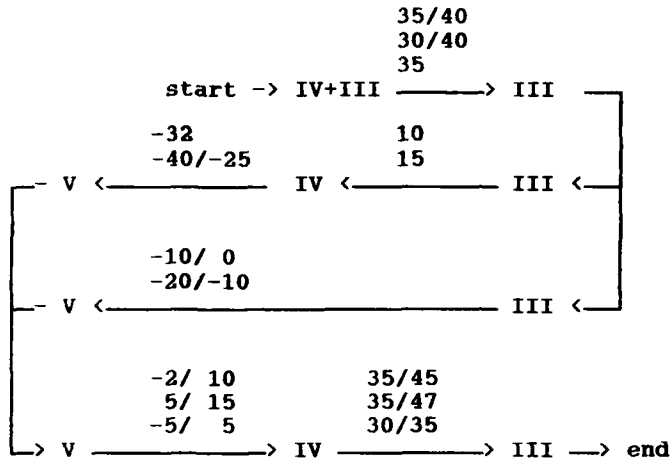 35/40
30/40
35
start -> IV+III ——> III
-32 10
-40/-25 15
- V <—— IV <—— III <—
-10/ 0
-20/-10
- V <—— III <—
-2/ 10 35/45
5/ 15 35/47
-5/ 5 30/35
—> V ——> IV ——> III —> end